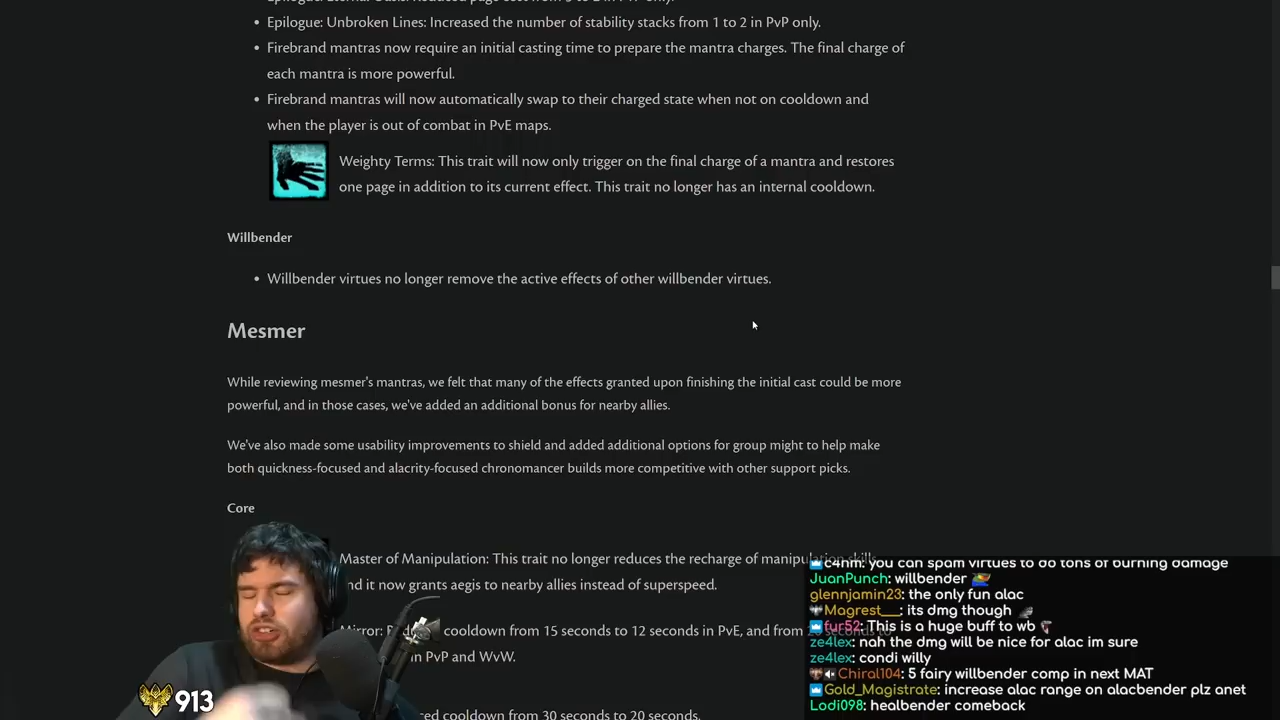 Epilogue: Unbroken Lines: Increased the number of stability stacks from 1 to 2 in PvP only.
Firebrand mantras now require an initial casting time to prepare the mantra charges. The final charge of
each mantra is more powerful.
Firebrand mantras will now automatically swap to their charged state when not on cooldown and
when the player is out of combat in PvE maps.
Weighty Terms: This trait will now only trigger on the final charge of a mantra and restores
one page in addition to its current effect. This trait no longer has an internal cooldown.
Willbender
Willbender virtues no longer remove the active effects of other willbender virtues.
Mesmer
While reviewing mesmer's mantras, we felt that many of the effects granted upon finishing the initial cast could be more
powerful, and in those cases, we've added an additional bonus for nearby allies.
We've also made some usability improvements to shield and added additional options for group might to help make
both quickness-focused and alacrity-focused chronomancer builds more competitive with other support picks.
Core
Master of Manipulation: This trait no longer reduces the recharge of manipulation skills
and it now grants aegis to nearby allies instead of superspeed.
Mirror: cooldown from 15 seconds to 12 seconds in PvE, and from
in PvP and WvW.
cooldown from 30 seconds to 20 seconds.
913
c4nm: you can spam virtues to do tons of burning damage
JuanPunch: willbender
glennjamin23: the only fun alac
Magrest__: its dmg though
fur52: This is a huge buff to wb
ze4lex: nah the dmg will be nice for alac im sure
ze4lex: condi willy
Chiral104: 5 fairy willbender comp in next MAT
Gold_Magistrate: increase alac range on alacbender plz anet
Lodi098: healbender comeback